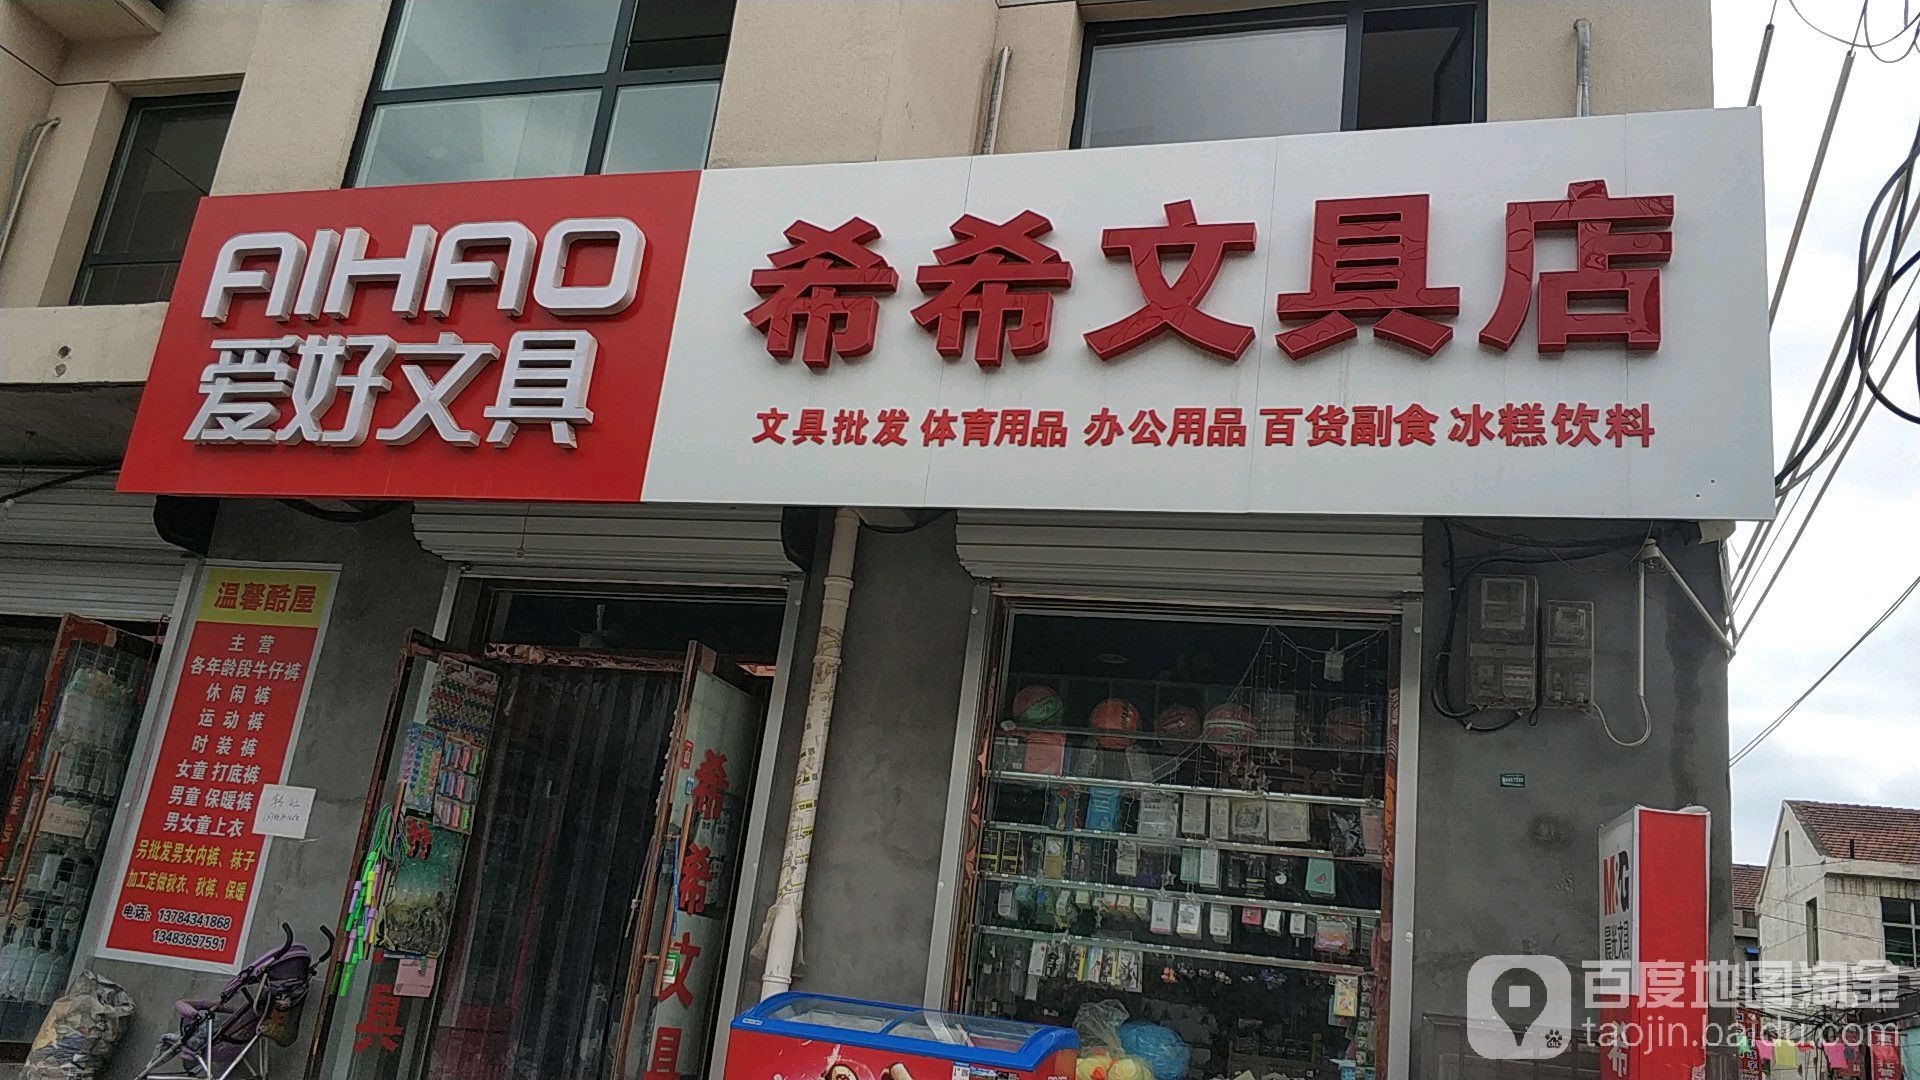 AIHAO
爱好文具
希希文具店
文具批发 体育用品 办公用品 百货副食 冰糕饮料
温馨酷屋
主营
各年龄段牛仔裤
休闲裤
运动裤
时装裤
女童 打底裤
男童 保暖裤
男女童上衣
另批发男女内裤、袜子
加工定做秋衣、秋裤、保暖
电话：13784341868
13483697591
转让
希希文具
具
M&G
晨光文具
希
百度地图淘金
taojin.baidu.com